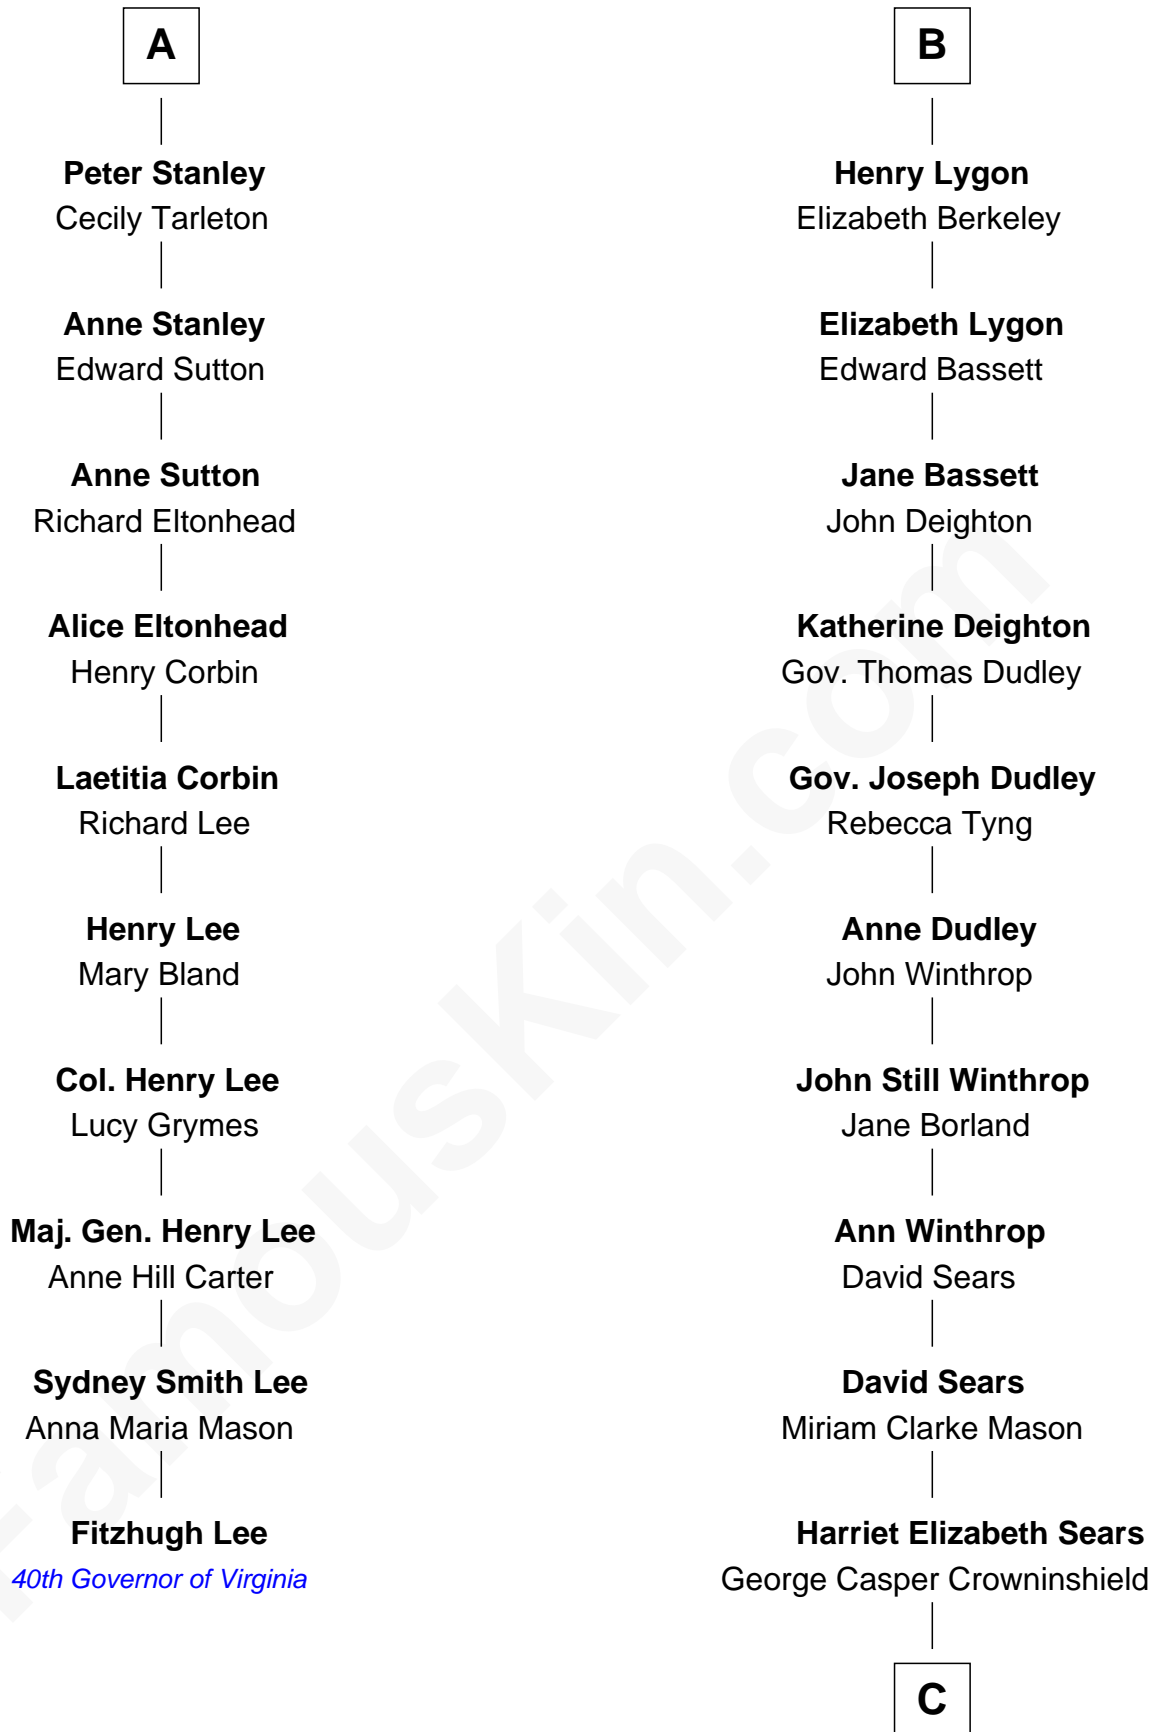 A
Peter Stanley
Cecily Tarleton
Anne Stanley
Edward Sutton
Anne Sutton
Richard Eltonhead
Alice Eltonhead
Henry Corbin
Laetitia Corbin
Richard Lee
Henry Lee
Mary Bland
Col. Henry Lee
Lucy Grymes
Maj. Gen. Henry Lee
Anne Hill Carter
Sydney Smith Lee
Anna Maria Mason
Fitzhugh Lee
40th Governor of Virginia
B
Henry Lygon
Elizabeth Berkeley
Elizabeth Lygon
Edward Bassett
Jane Bassett
John Deighton
Katherine Deighton
Gov. Thomas Dudley
Gov. Joseph Dudley
Rebecca Tyng
Anne Dudley
John Winthrop
John Still Winthrop
Jane Borland
Ann Winthrop
David Sears
David Sears
Miriam Clarke Mason
Harriet Elizabeth Sears
George Casper Crowninshield
C
FamousKin.com